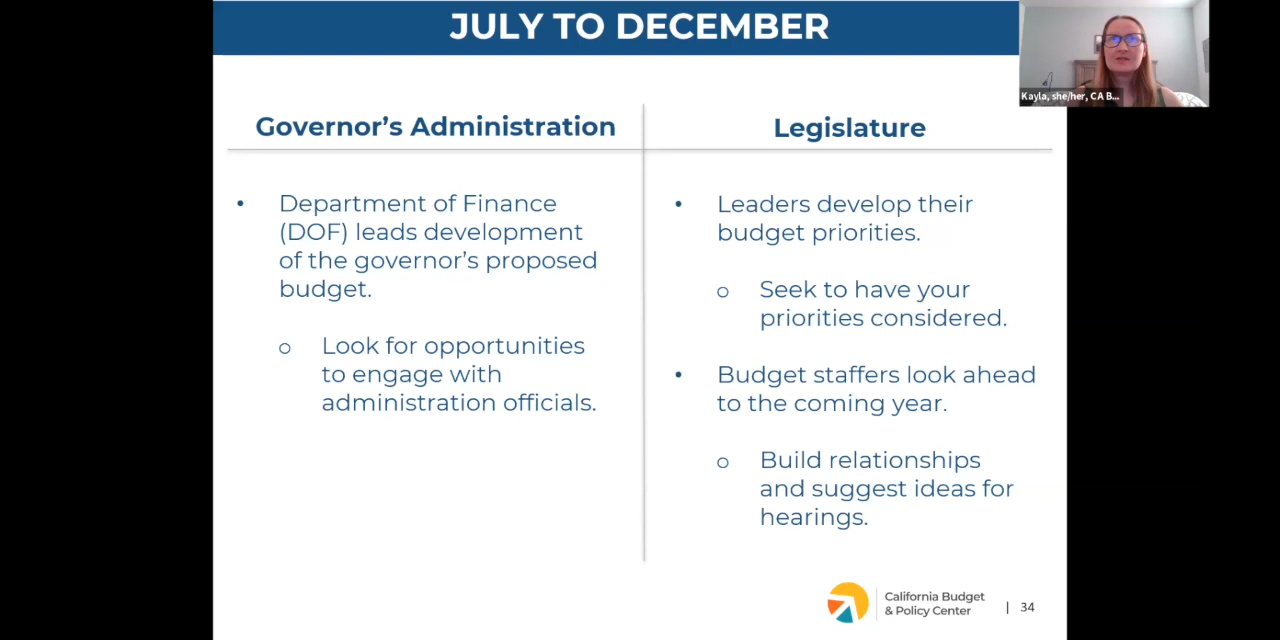 JULY TO DECEMBER
Kayla, she/her, CA B...
Governor's Administration
• Department of Finance
(DOF) leads development
of the governor's proposed
budget.
o Look for opportunities
to engage with
administration officials.
Legislature
• Leaders develop their
budget priorities.
o Seek to have your
priorities considered.
• Budget staffers look ahead
to the coming year.
o Build relationships
and suggest ideas for
hearings.
California Budget
& Policy Center
| 34